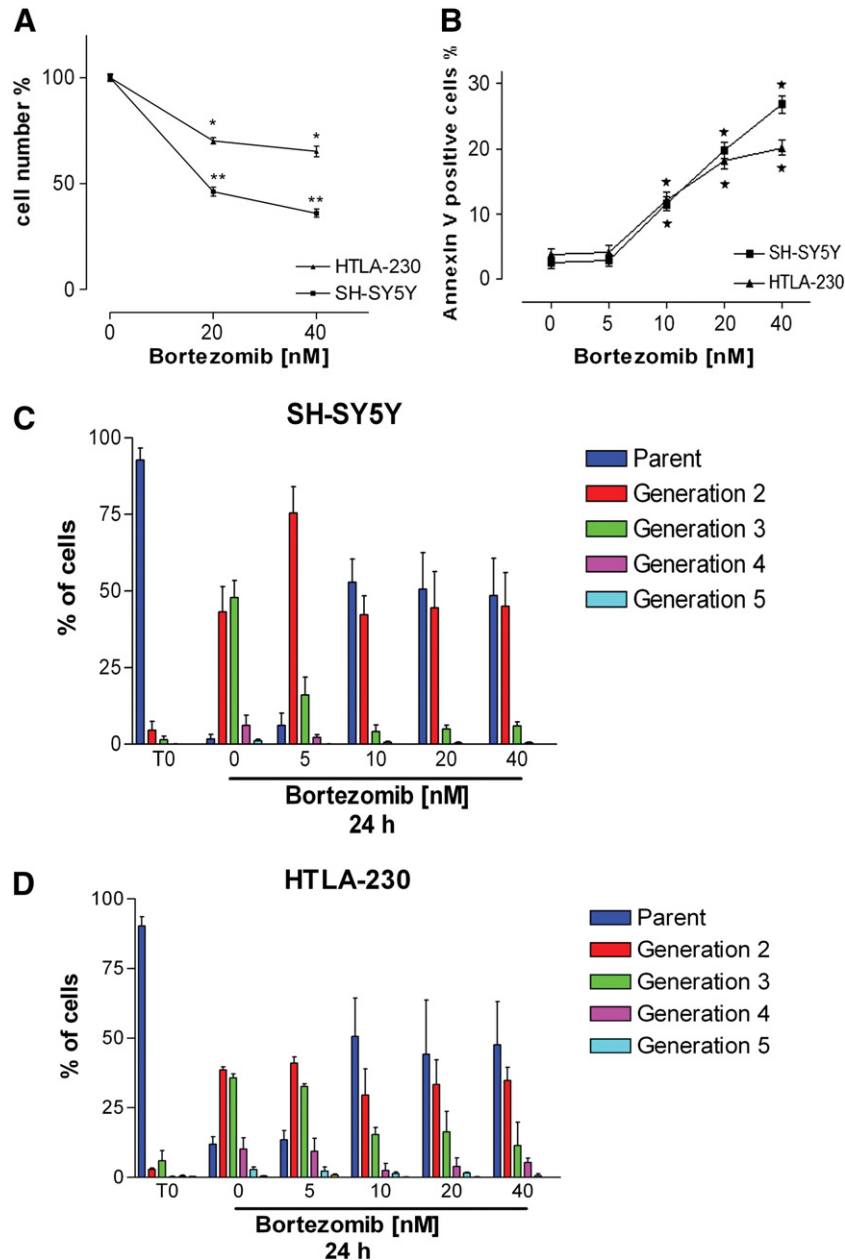 A
cell number %
100
50
0
* *
** **
HTLA-230
SH-SY5Y
0 20 40
Bortezomib [nM]
B
Annexin V positive cells %
30
20
10
0
★ ★ ★
★ ★ ★
SH-SY5Y
HTLA-230
0 5 10 20 40
Bortezomib [nM]
C
SH-SY5Y
% of cells
100
75
50
25
0
T0 0 5 10 20 40
Bortezomib [nM]
24 h
Parent
Generation 2
Generation 3
Generation 4
Generation 5
D
HTLA-230
% of cells
100
75
50
25
0
T0 0 5 10 20 40
Bortezomib [nM]
24 h
Parent
Generation 2
Generation 3
Generation 4
Generation 5